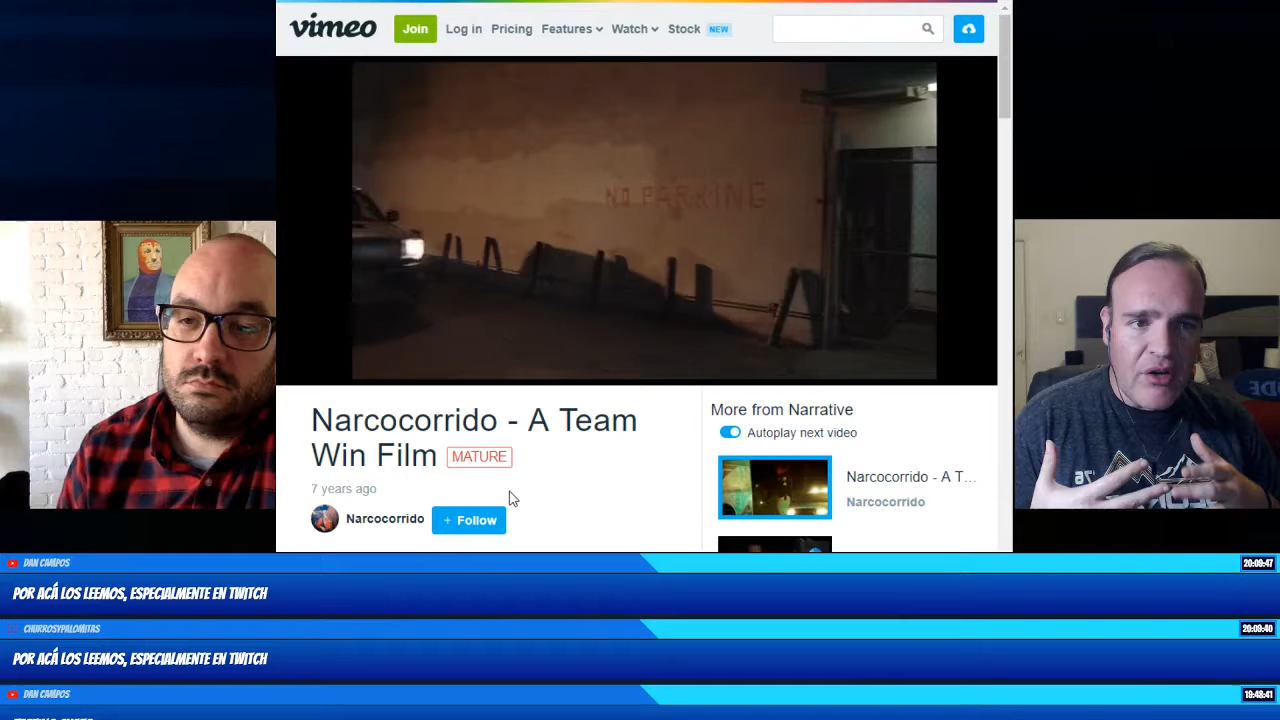 vimeo
Join
Log in
Pricing
Features
Watch
Stock
NEW
NO PARKING
Narcocorrido - A Team
Win Film
MATURE
7 years ago
Narcocorrido
+ Follow
More from Narrative
Autoplay next video
Narcocorrido - A T…
Narcocorrido
DAN CAMPOS
20:09:47
POR ACÁ LOS LEEMOS, ESPECIALMENTE EN TWITCH
CHURROSYPALOMITAS
20:09:40
POR ACÁ LOS LEEMOS, ESPECIALMENTE EN TWITCH
DAN CAMPOS
19:48:41